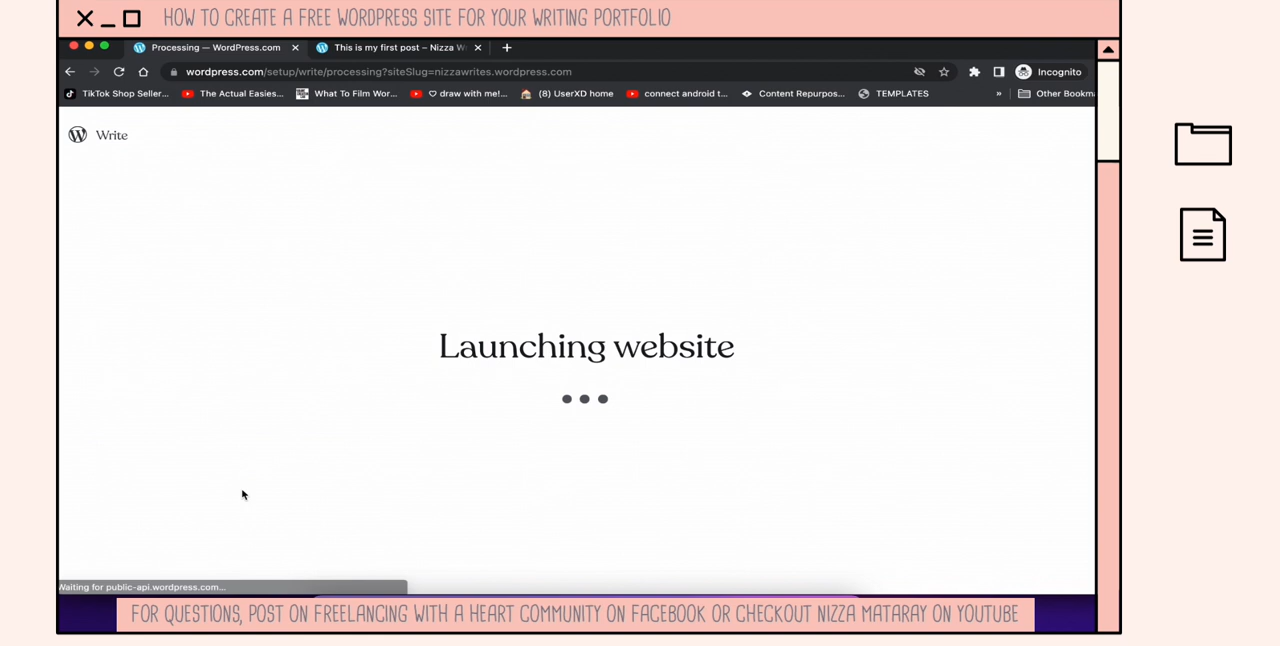 HOW TO CREATE A FREE WORDPRESS SITE FOR YOUR WRITING PORTFOLIO
Processing — WordPress.com
This is my first post – Nizza W
wordpress.com/setup/write/processing?siteSlug=nizzawrites.wordpress.com
Incognito
TikTok Shop Seller... The Actual Easies... What To Film Wor... ♡ draw with me!... (8) UserXD home connect android t... Content Repurpos... TEMPLATES » Other Bookm
Write
Launching website
Waiting for public-api.wordpress.com...
FOR QUESTIONS, POST ON FREELANCING WITH A HEART COMMUNITY ON FACEBOOK OR CHECKOUT NIZZA MATARAY ON YOUTUBE